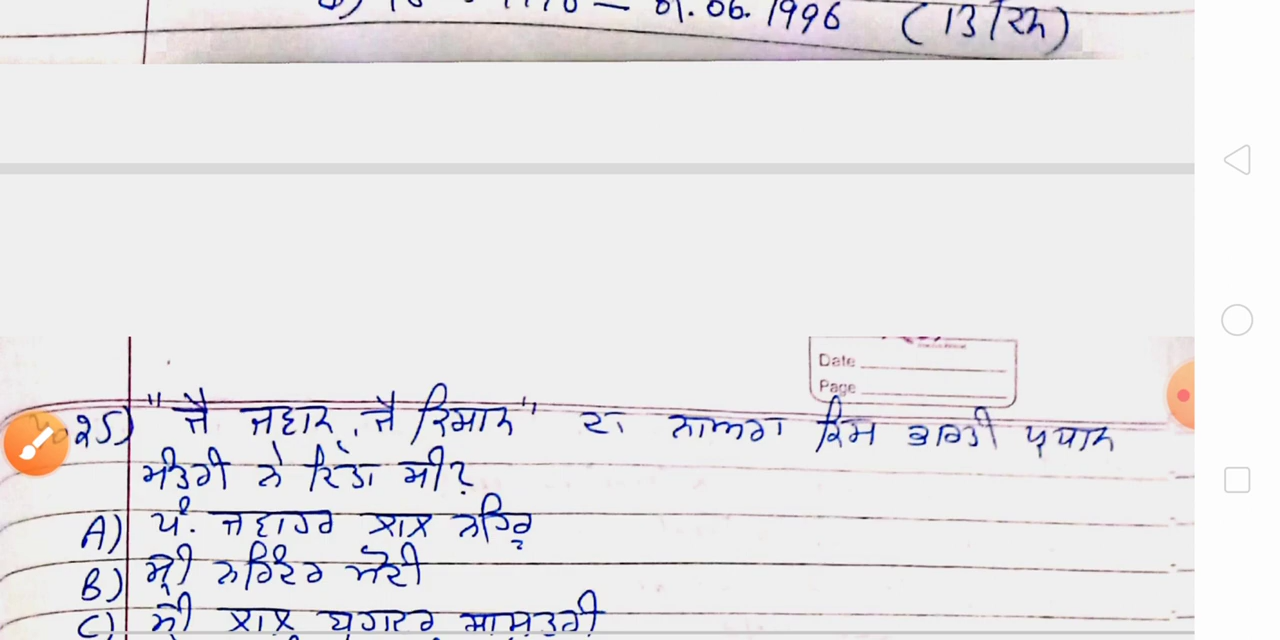 01.06.1996 (13 ਦਿਨ)
Date
Page
25) "ਜੈ ਜਵਾਨ, ਜੈ ਕਿਸਾਨ" ਦਾ ਨਾਅਰਾ ਕਿਸ ਭਾਰਤੀ ਪ੍ਰਧਾਨ
ਮੰਤਰੀ ਨੇ ਦਿੱਤਾ ਸੀ?
A) ਪੰ. ਜਵਾਹਰ ਲਾਲ ਨਹਿਰੂ
B) ਸ੍ਰੀ ਨਰਿੰਦਰ ਮੋਦੀ
C) ਸ੍ਰੀ ਲਾਲ ਬਹਾਦਰ ਸ਼ਾਸਤਰੀ